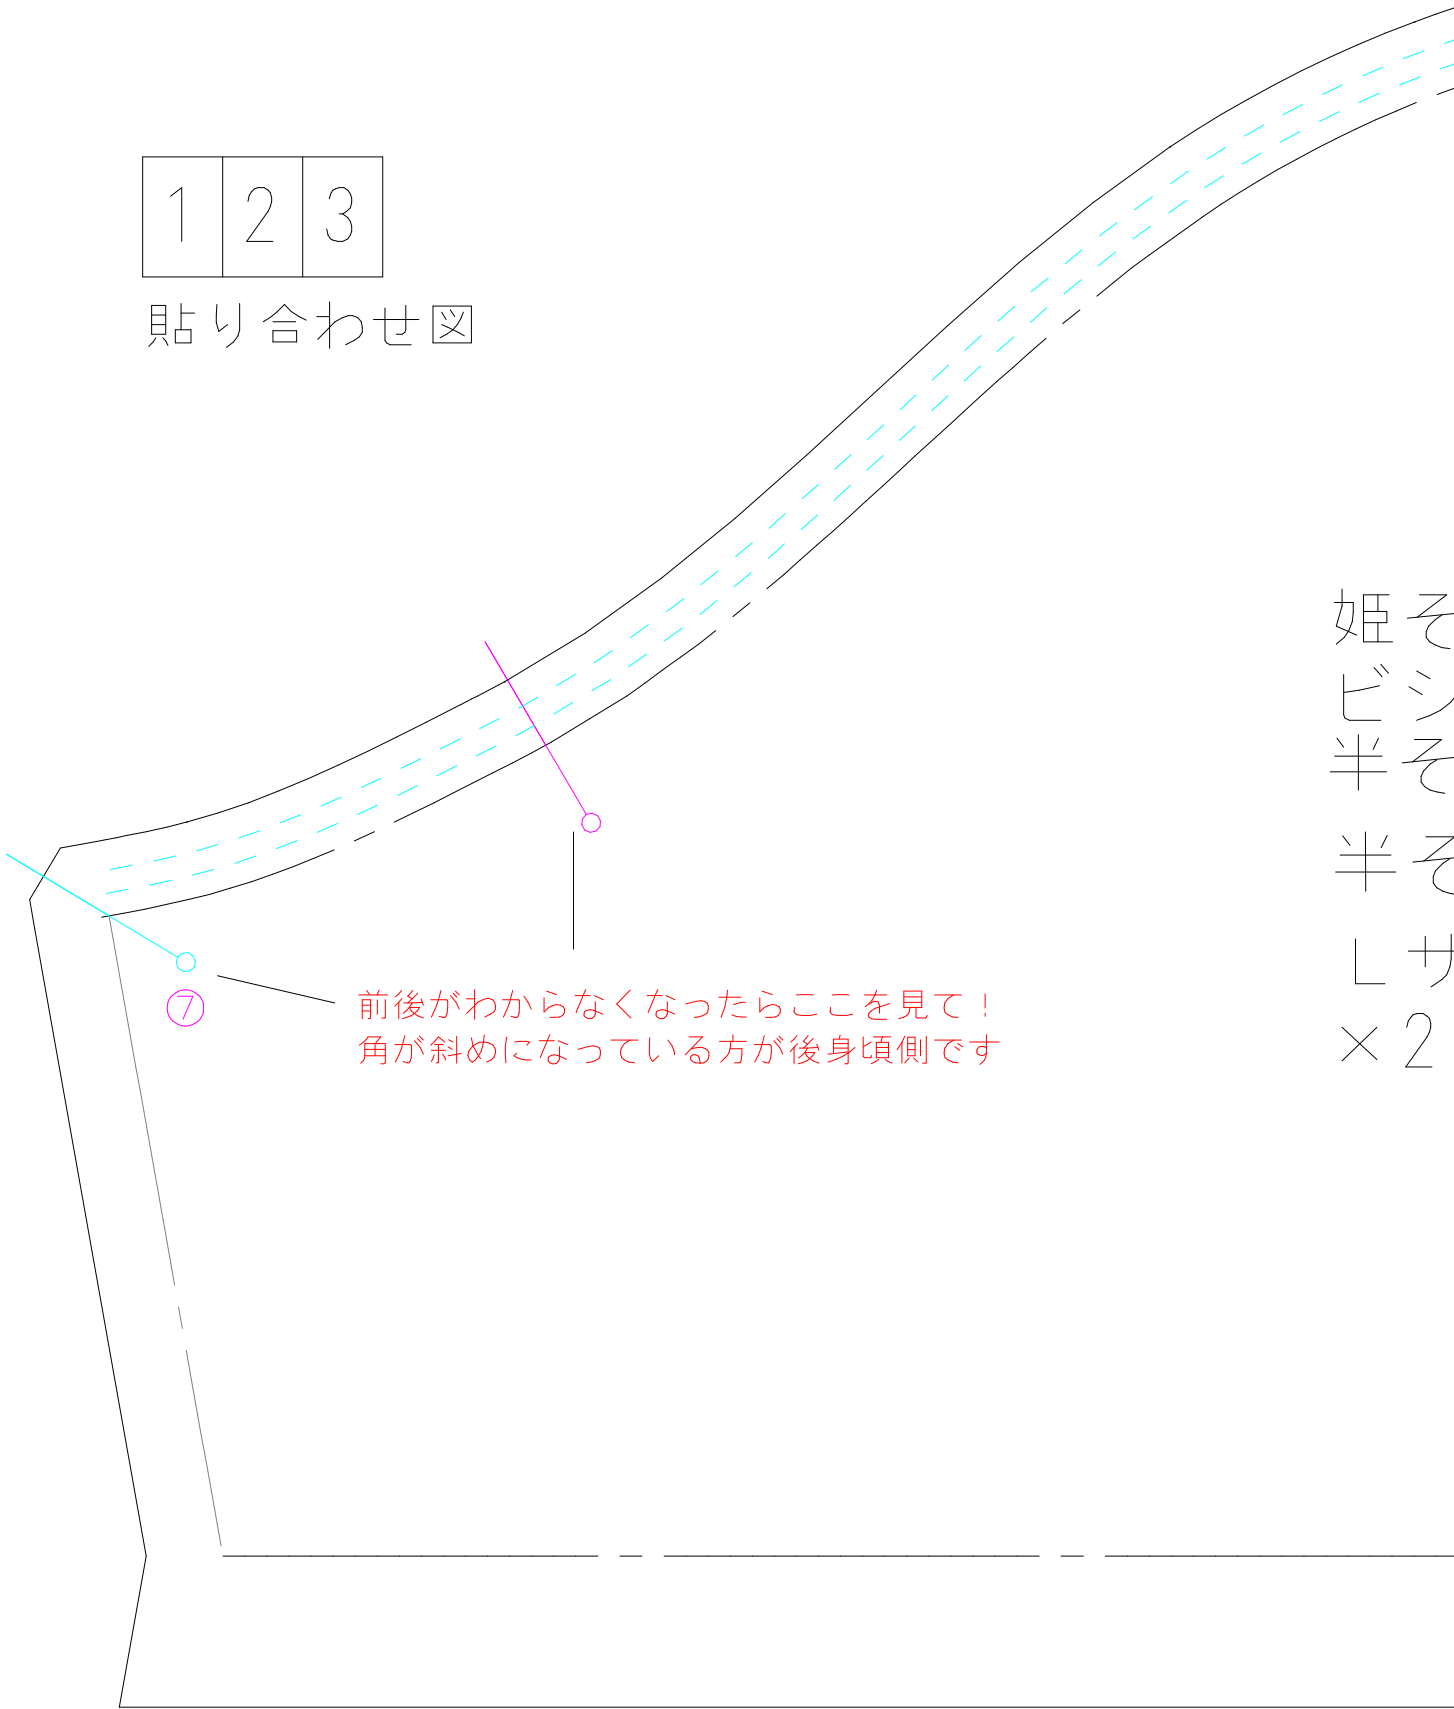 1 2 3
貼り合わせ図
姫そ
ビシ
半そ
半そ
Lサ
×2
⑦
前後がわからなくなったらここを見て！
角が斜めになっている方が後身頃側です